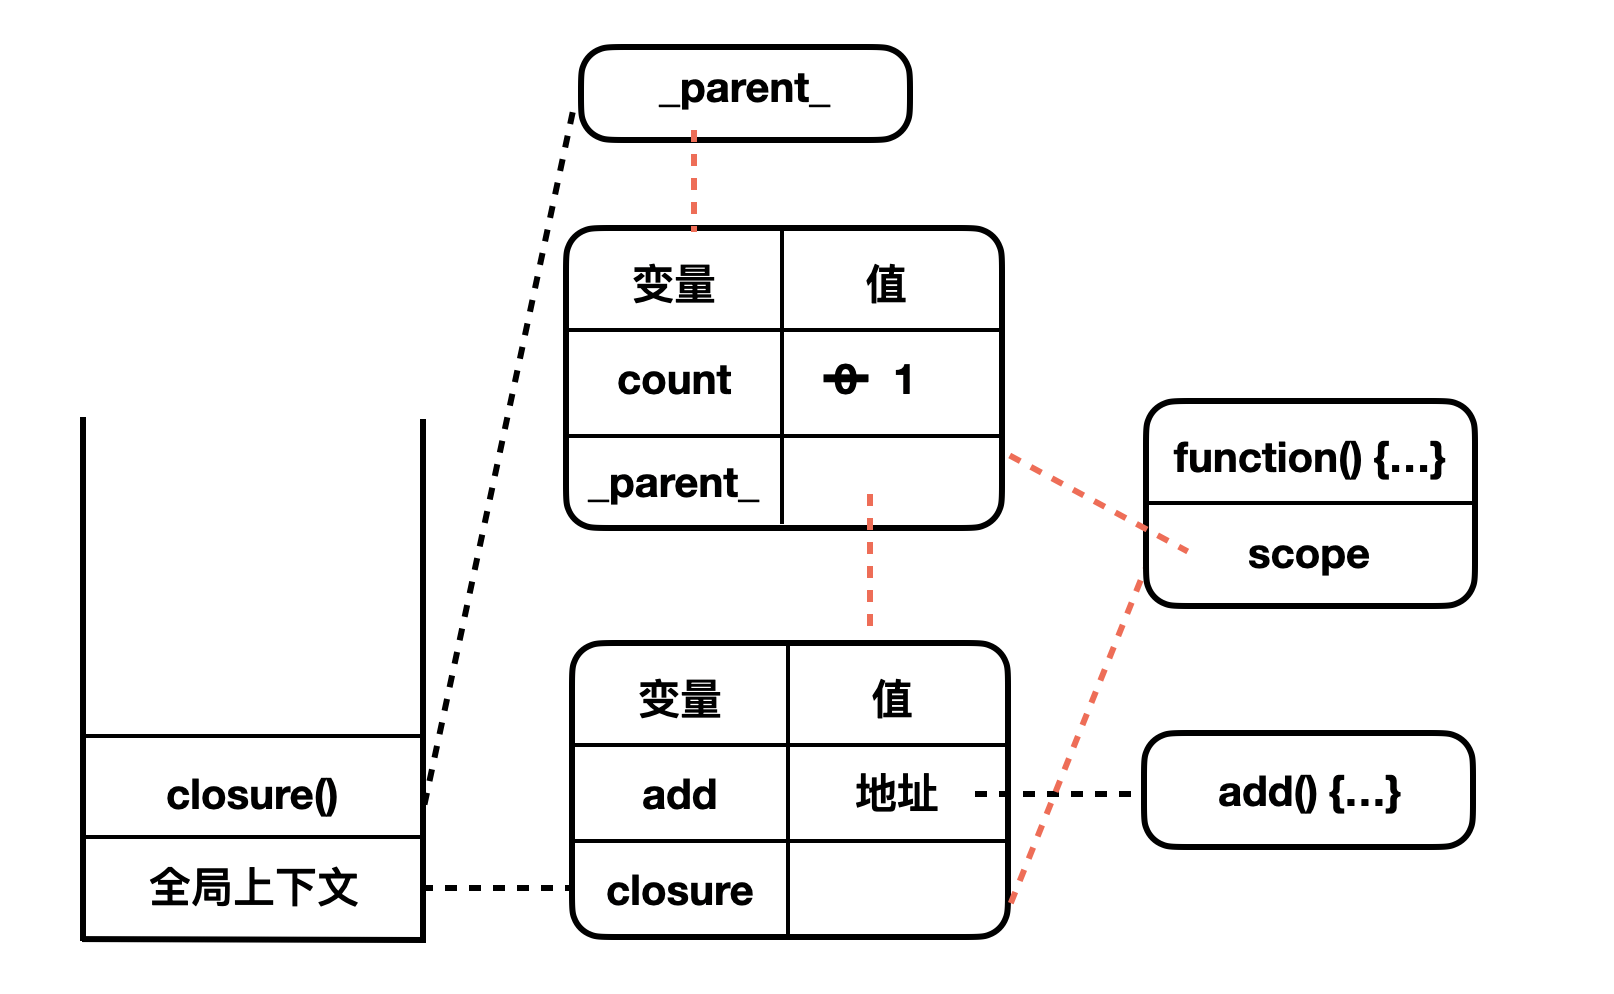 _parent_
变量 值
count 0 1
_parent_
function() {...}
scope
变量 值
add 地址
closure
add() {...}
closure()
全局上下文